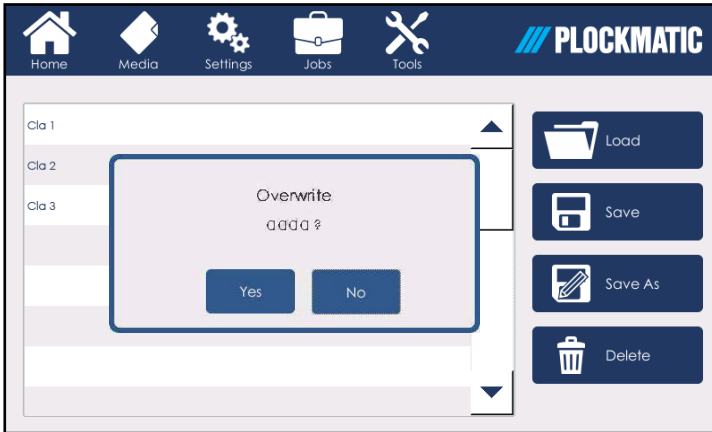 Home Media Settings Jobs Tools
PLOCKMATIC
Cla 1
Cla 2
Cla 3
Overwrite
aaaa ?
Yes No
Load
Save
Save As
Delete